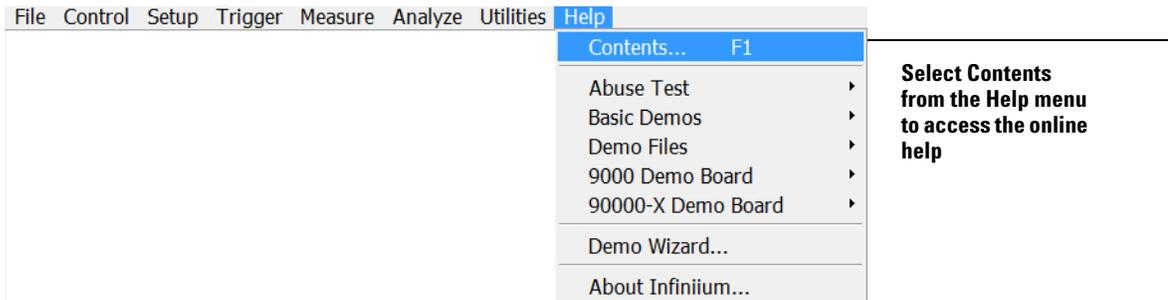 File Control Setup Trigger Measure Analyze Utilities Help
Contents... F1
Abuse Test
Basic Demos
Demo Files
9000 Demo Board
90000-X Demo Board
Demo Wizard...
About Infiniium...
Select Contents
from the Help menu
to access the online
help